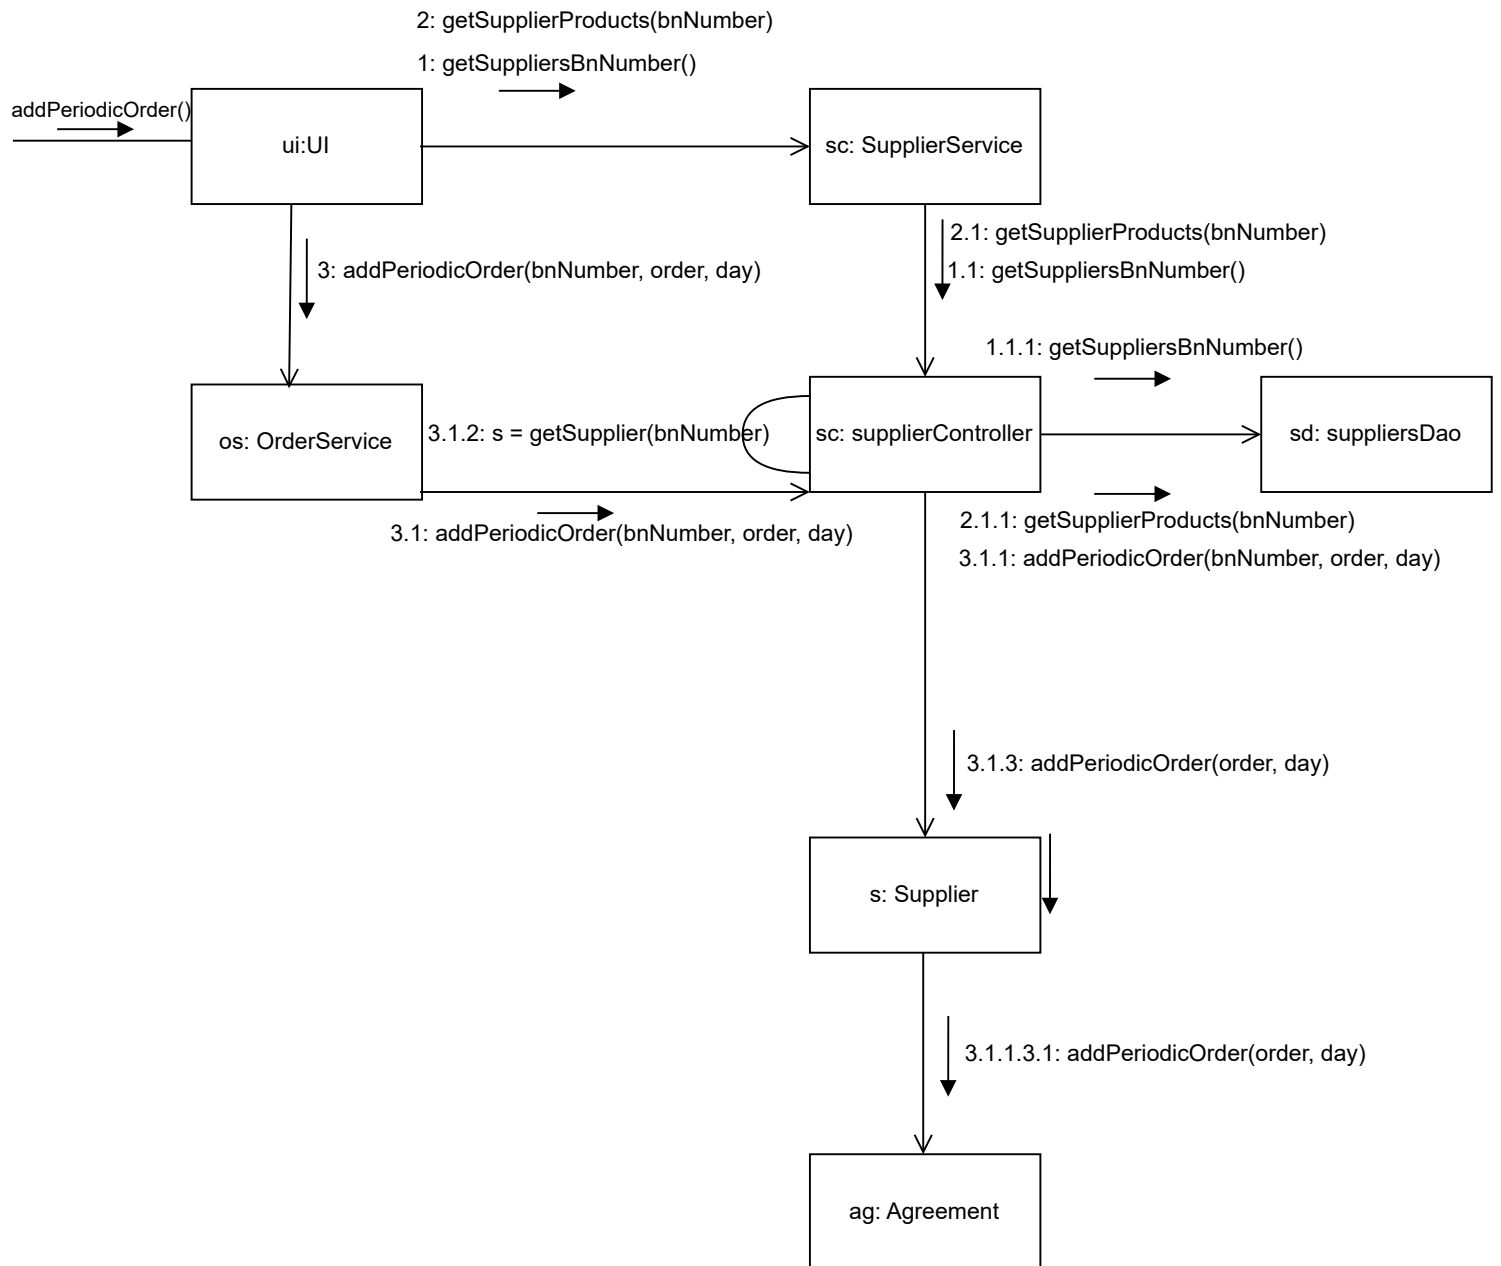 2: getSupplierProducts(bnNumber)
1: getSuppliersBnNumber()
addPeriodicOrder()
ui:UI
sc: SupplierService
2.1: getSupplierProducts(bnNumber)
1.1: getSuppliersBnNumber()
3: addPeriodicOrder(bnNumber, order, day)
1.1.1: getSuppliersBnNumber()
os: OrderService
3.1.2: s = getSupplier(bnNumber)
sc: supplierController
sd: suppliersDao
3.1: addPeriodicOrder(bnNumber, order, day)
2.1.1: getSupplierProducts(bnNumber)
3.1.1: addPeriodicOrder(bnNumber, order, day)
3.1.3: addPeriodicOrder(order, day)
s: Supplier
3.1.1.3.1: addPeriodicOrder(order, day)
ag: Agreement